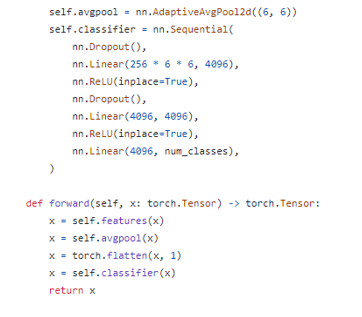 self.avgpool = nn.AdaptiveAvgPool2d((6, 6))
self.classifier = nn.Sequential(
nn.Dropout(),
nn.Linear(256 * 6 * 6, 4096),
nn.ReLU(inplace=True),
nn.Dropout(),
nn.Linear(4096, 4096),
nn.ReLU(inplace=True),
nn.Linear(4096, num_classes),
)
def forward(self, x: torch.Tensor) -> torch.Tensor:
x = self.features(x)
x = self.avgpool(x)
x = torch.flatten(x, 1)
x = self.classifier(x)
return x